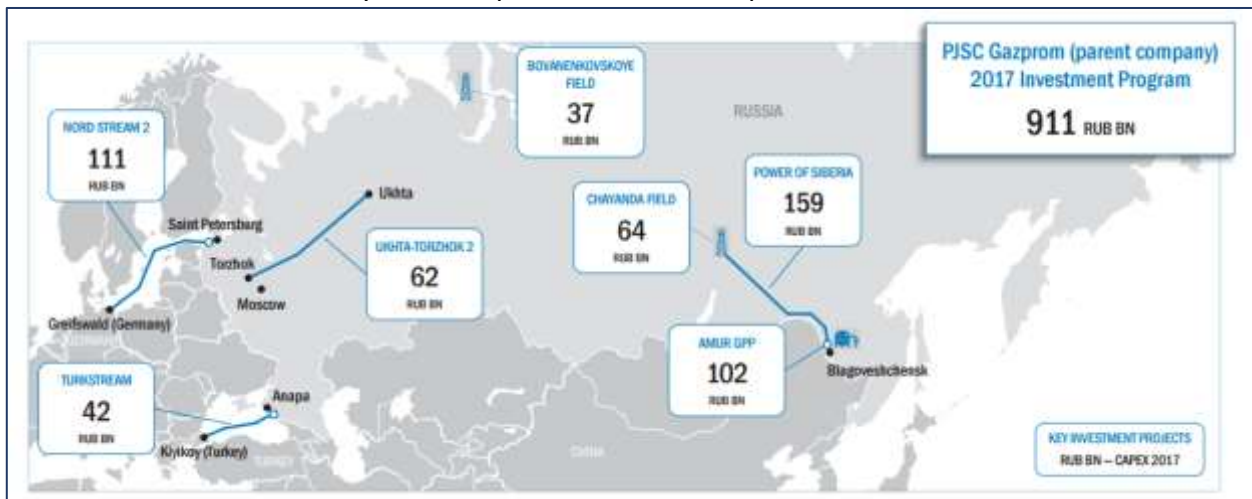 PJSC Gazprom (parent company)
2017 Investment Program
911 RUB BN
BOVANENKOVSKOYE
FIELD
37
RUB BN
RUSSIA
NORD STREAM 2
111
RUB BN
Ukhta
POWER OF SIBERIA
159
RUB BN
CHAYANDA FIELD
64
RUB BN
Saint Petersburg
UKHTA-TORZHOK 2
62
RUB BN
Torzhok
Moscow
Greifswald (Germany)
GERMANY
AMUR GPP
102
RUB BN
Blagoveshchensk
TURKSTREAM
42
RUB BN
Anapa
Kiyikoy (Turkey)
TURKEY
CHINA
KEY INVESTMENT PROJECTS
RUB BN – CAPEX 2017